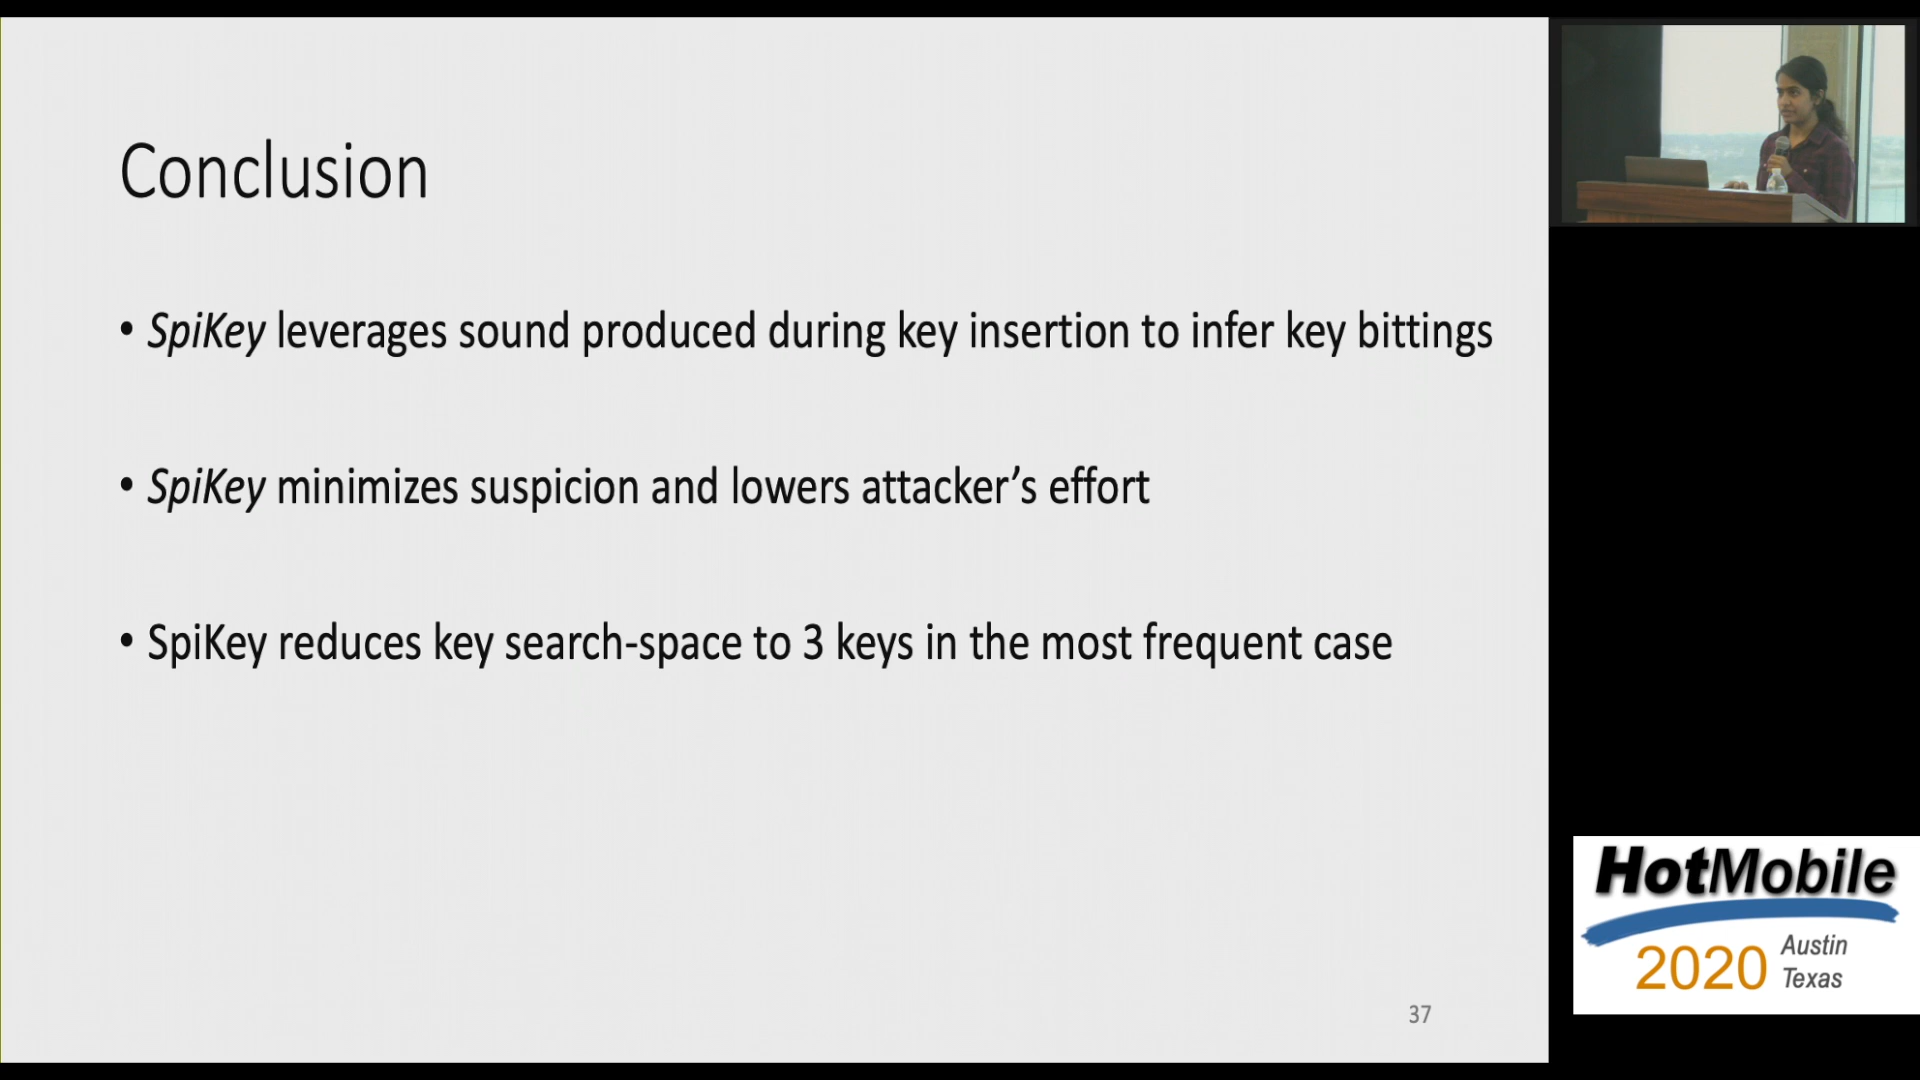 Conclusion
• SpiKey leverages sound produced during key insertion to infer key bittings
• SpiKey minimizes suspicion and lowers attacker’s effort
• SpiKey reduces key search-space to 3 keys in the most frequent case
37
HotMobile
2020 Austin
Texas